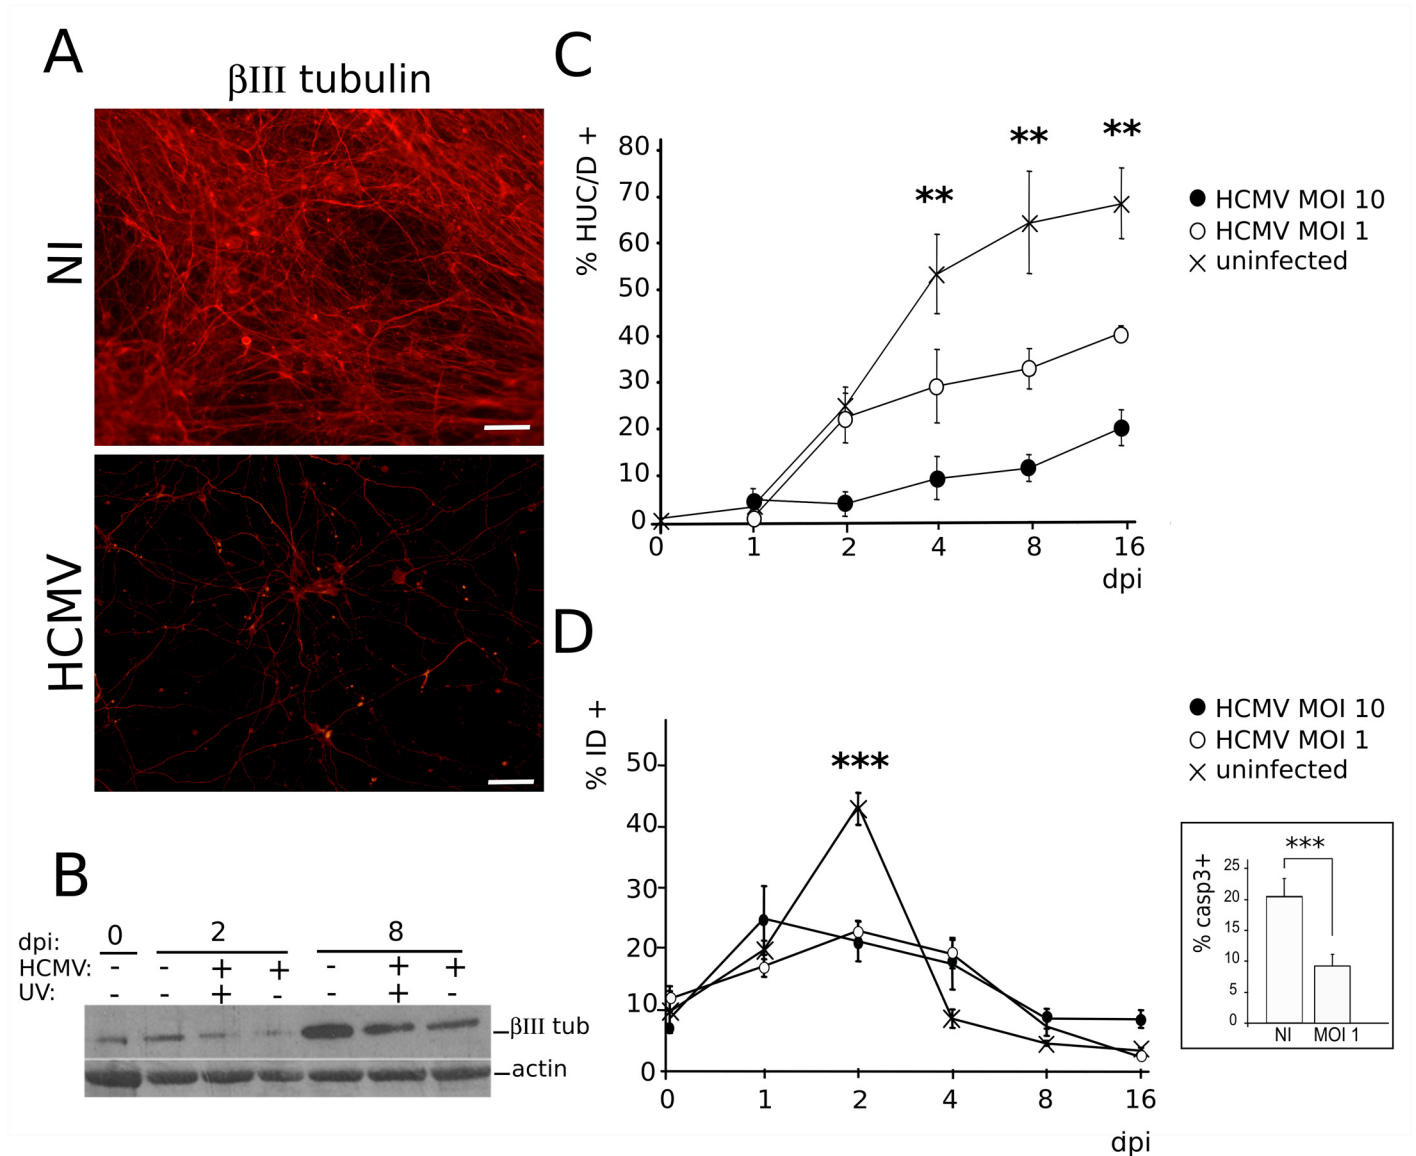 A
βIII tubulin
NI
HCMV
B
dpi: 0 2 8
HCMV: - - + + - + +
UV: - - + - - + -
βIII tub
actin
C
% HUC/D +
80
70
60
50
40
30
20
10
0
0 1 2 4 8 16
dpi
** ** **
HCMV MOI 10
HCMV MOI 1
uninfected
D
% ID +
50
40
30
20
10
0
0 1 2 4 8 16
dpi
***
HCMV MOI 10
HCMV MOI 1
uninfected
% casp3+
25
20
15
10
5
0
***
NI MOI 1